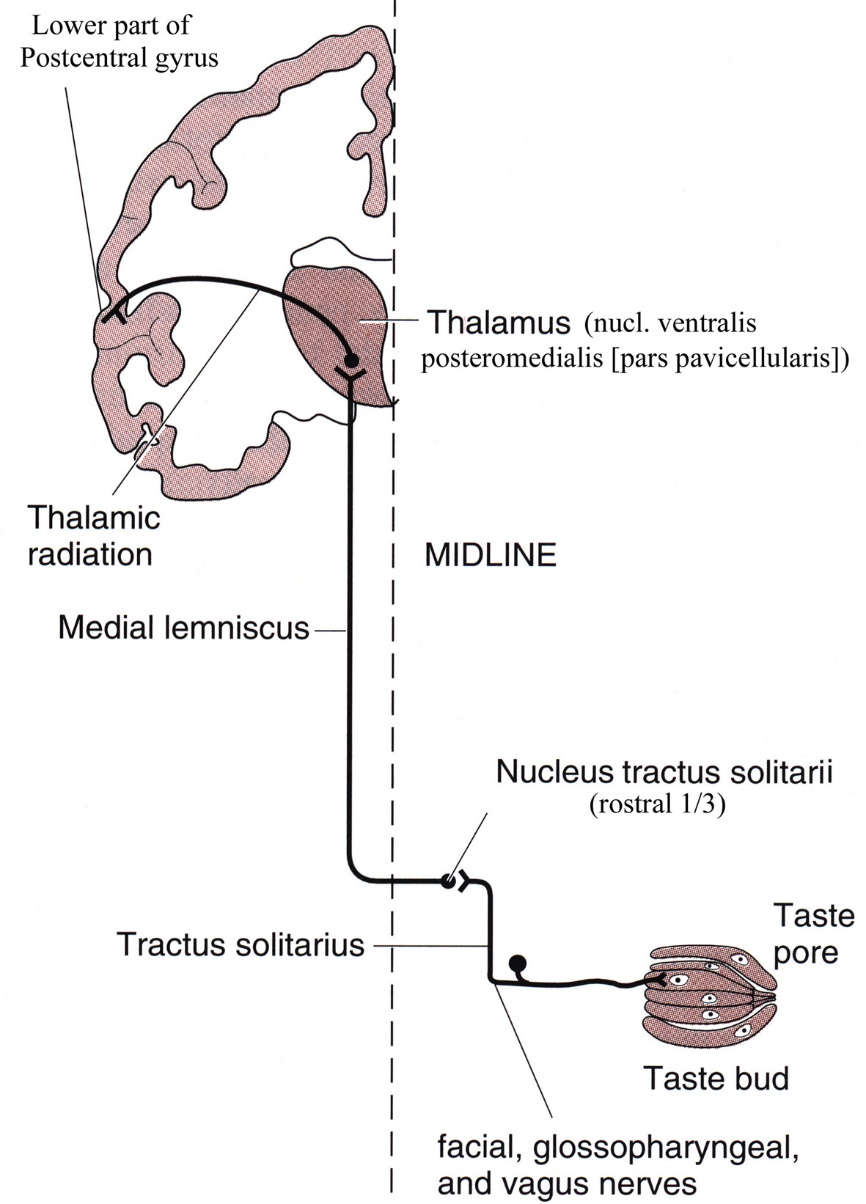 Lower part of
Postcentral gyrus
Thalamus (nucl. ventralis
posteromedialis [pars pavicellularis])
Thalamic
radiation
MIDLINE
Medial lemniscus
Nucleus tractus solitarii
(rostral 1/3)
Taste
pore
Tractus solitarius
Taste bud
facial, glossopharyngeal,
and vagus nerves